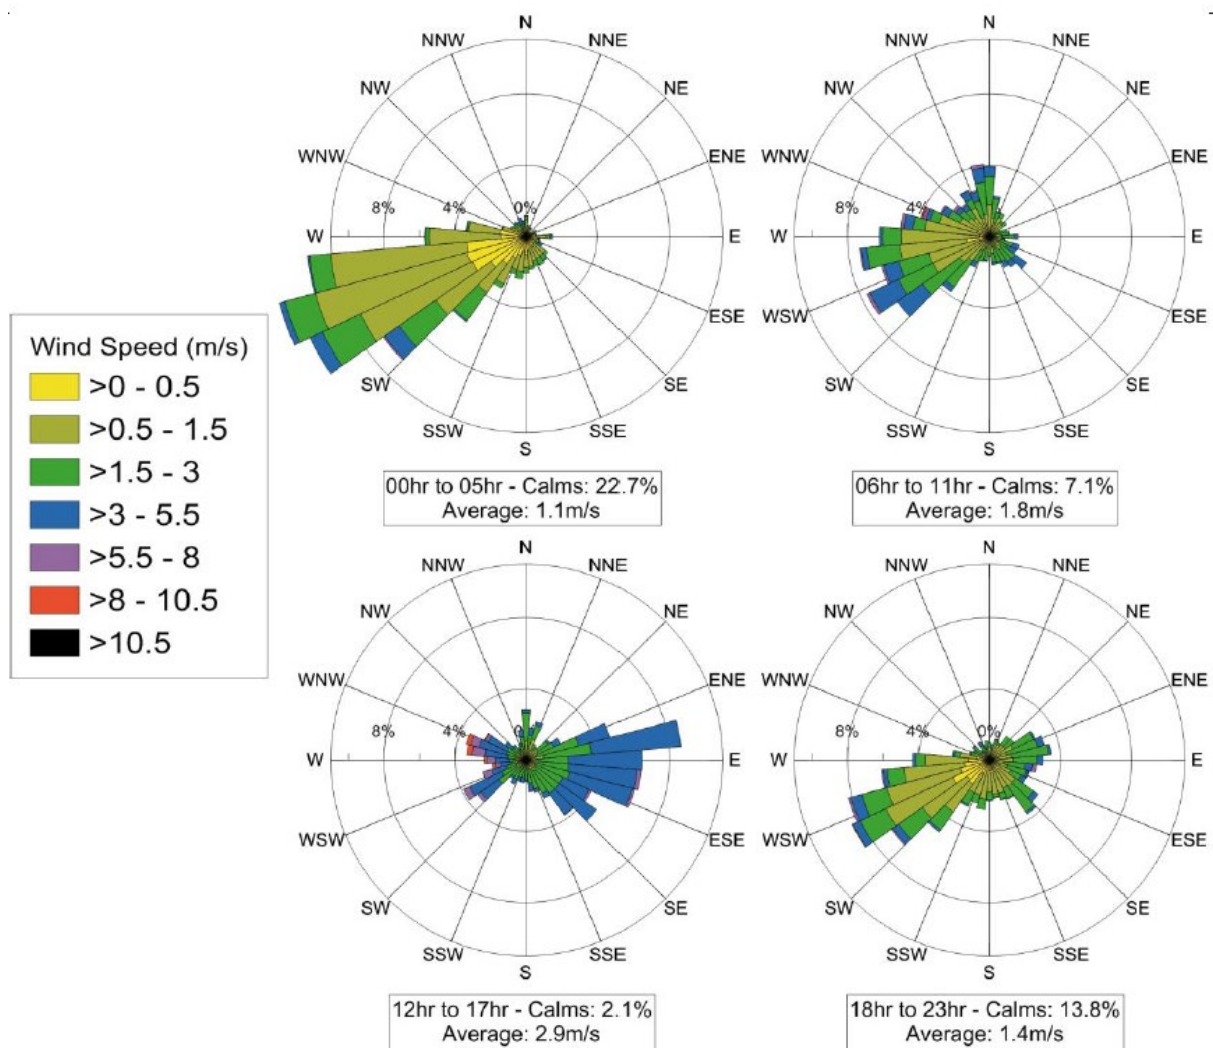 N
NNW
NNE
NW
NE
WNW
ENE
8%
4%
0%
W
E
WSW
ESE
SW
SE
SSW
SSE
S
00hr to 05hr - Calms: 22.7%
Average: 1.1m/s
N
NNW
NNE
NW
NE
WNW
ENE
8%
4%
0%
W
E
WSW
ESE
SW
SE
SSW
SSE
S
06hr to 11hr - Calms: 7.1%
Average: 1.8m/s
Wind Speed (m/s)
>0 - 0.5
>0.5 - 1.5
>1.5 - 3
>3 - 5.5
>5.5 - 8
>8 - 10.5
>10.5
N
NNW
NNE
NW
NE
WNW
ENE
8%
4%
W
E
WSW
ESE
SW
SE
SSW
SSE
S
12hr to 17hr - Calms: 2.1%
Average: 2.9m/s
N
NNW
NNE
NW
NE
WNW
ENE
8%
4%
0%
W
E
WSW
ESE
SW
SE
SSW
SSE
S
18hr to 23hr - Calms: 13.8%
Average: 1.4m/s